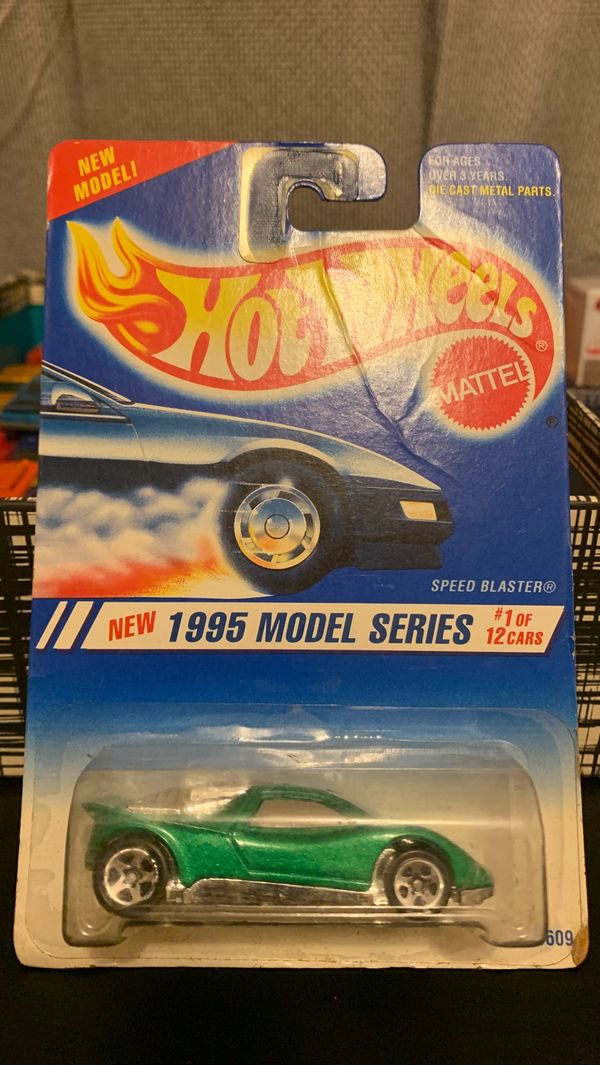 NEW
MODEL!
FOR AGES
OVER 3 YEARS.
DIE CAST METAL PARTS.
HOT WHEELS®
MATTEL
®
SPEED BLASTER®
NEW 1995 MODEL SERIES #1 OF
12 CARS
609